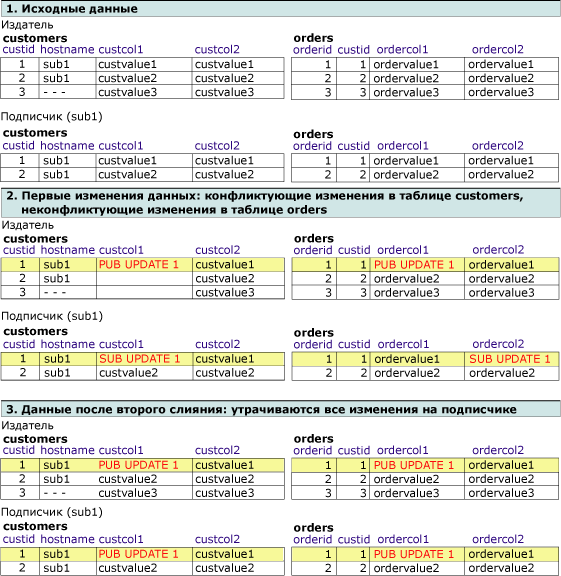 1. Исходные данные
Издатель
customers orders
custid hostname custcol1 custcol2 orderid custid ordercol1 ordercol2
1 sub1 custvalue1 custvalue1 1 1 ordervalue1 ordervalue1
2 sub1 custvalue2 custvalue2 2 2 ordervalue2 ordervalue2
3 - - - custvalue3 custvalue3 3 3 ordervalue3 ordervalue3
Подписчик (sub1)
customers orders
custid hostname custcol1 custcol2 orderid custid ordercol1 ordercol2
1 sub1 custvalue1 custvalue1 1 1 ordervalue1 ordervalue1
2 sub1 custvalue2 custvalue2 2 2 ordervalue2 ordervalue2
2. Первые изменения данных: конфликтующие изменения в таблице customers,
неконфликтующие изменения в таблице orders
Издатель
customers orders
custid hostname custcol1 custcol2 orderid custid ordercol1 ordercol2
1 sub1 PUB UPDATE 1 custvalue1 1 1 PUB UPDATE 1 ordervalue1
2 sub1 custvalue2 2 2 ordervalue2 ordervalue2
3 - - - custvalue3 3 3 ordervalue3 ordervalue3
Подписчик (sub1)
customers orders
custid hostname custcol1 custcol2 orderid custid ordercol1 ordercol2
1 sub1 SUB UPDATE 1 custvalue1 1 1 ordervalue1 SUB UPDATE 1
2 sub1 custvalue2 custvalue2 2 2 ordervalue2 ordervalue2
3. Данные после второго слияния: утрачиваются все изменения на подписчике
Издатель
customers orders
custid hostname custcol1 custcol2 orderid custid ordercol1 ordercol2
1 sub1 PUB UPDATE 1 custvalue1 1 1 PUB UPDATE 1 ordervalue1
2 sub1 custvalue2 custvalue2 2 2 ordervalue2 ordervalue2
3 - - - custvalue3 custvalue3 3 3 ordervalue3 ordervalue3
Подписчик (sub1)
customers orders
custid hostname custcol1 custcol2 orderid custid ordercol1 ordercol2
1 sub1 PUB UPDATE 1 custvalue1 1 1 PUB UPDATE 1 ordervalue1
2 sub1 custvalue2 custvalue2 2 2 ordervalue2 ordervalue2